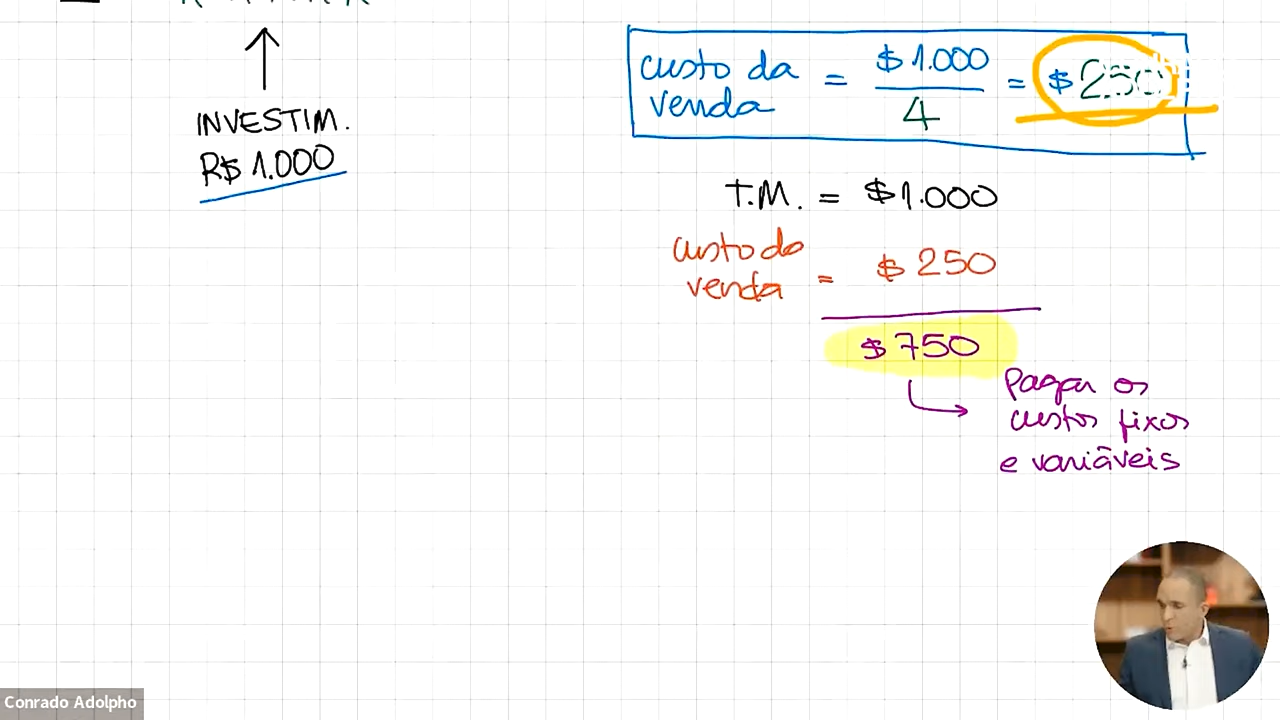 INVESTIM.
R$ 1.000
custo da venda = $ 1.000 / 4 = $ 250
T.M. = $ 1.000
custo da venda = $ 250
$ 750
Pagar os
custos fixos
e variáveis
Conrado Adolpho